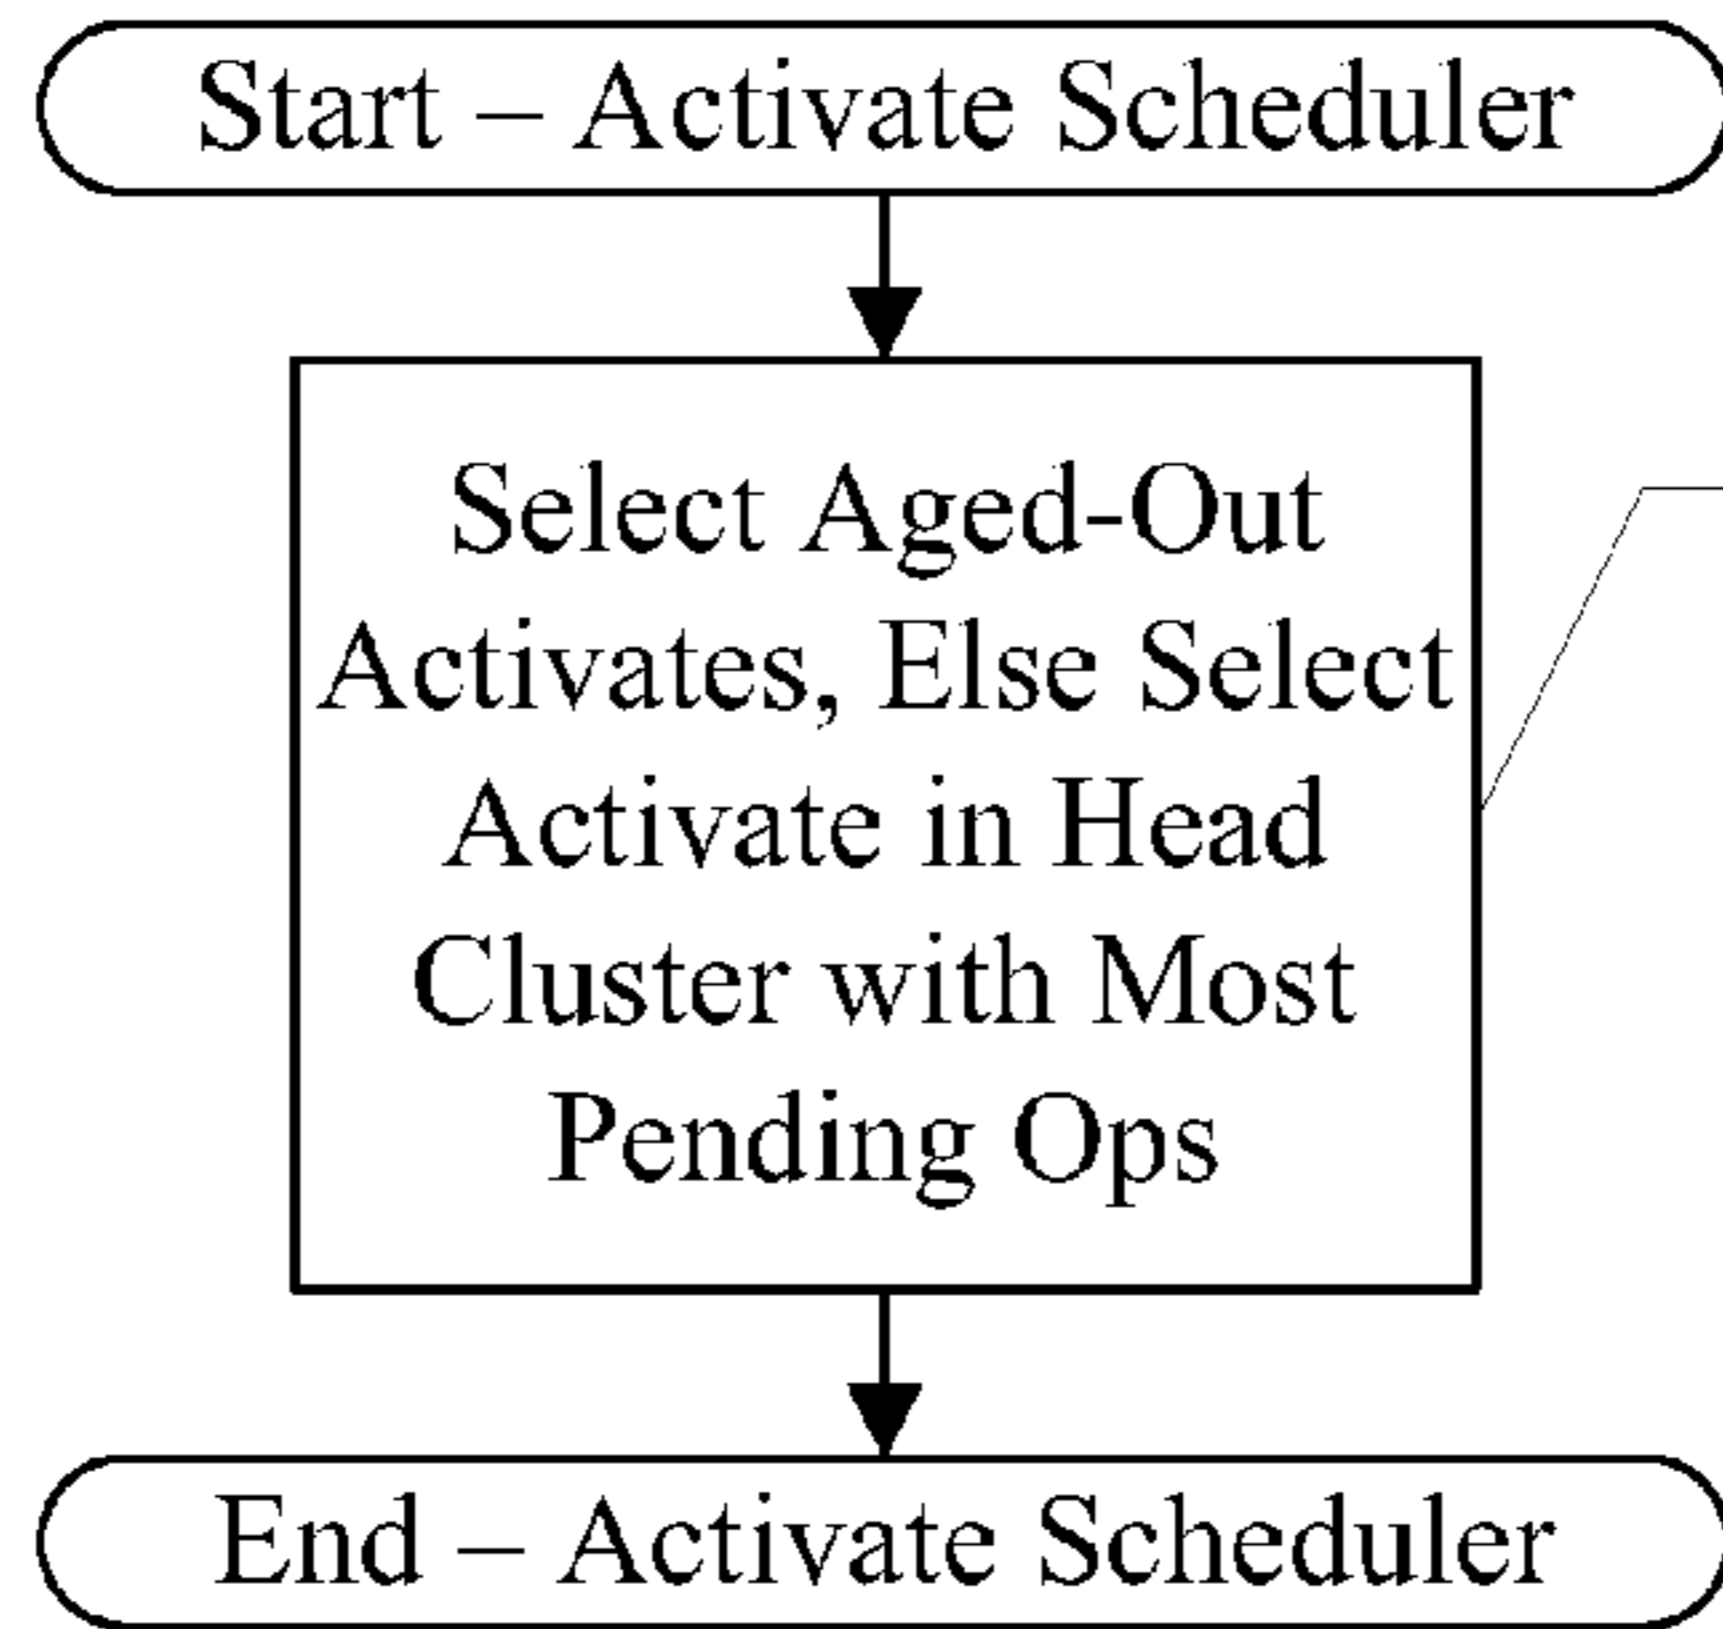 Start – Activate Scheduler
Select Aged-Out
Activates, Else Select
Activate in Head
Cluster with Most
Pending Ops
End – Activate Scheduler